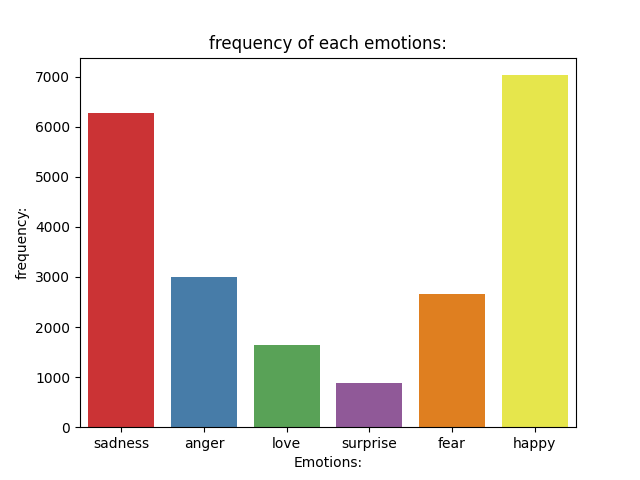 frequency of each emotions:
frequency:
7000
6000
5000
4000
3000
2000
1000
0
sadness anger love surprise fear happy
Emotions: